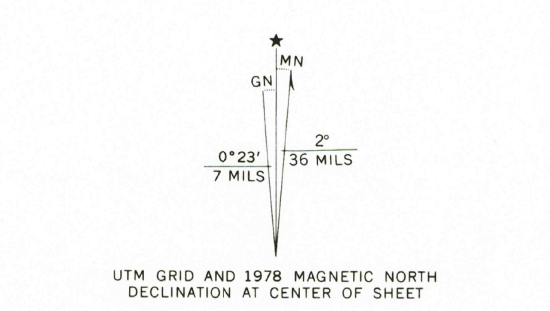 ★
MN
GN
0°23′
7 MILS
2°
36 MILS
UTM GRID AND 1978 MAGNETIC NORTH
DECLINATION AT CENTER OF SHEET